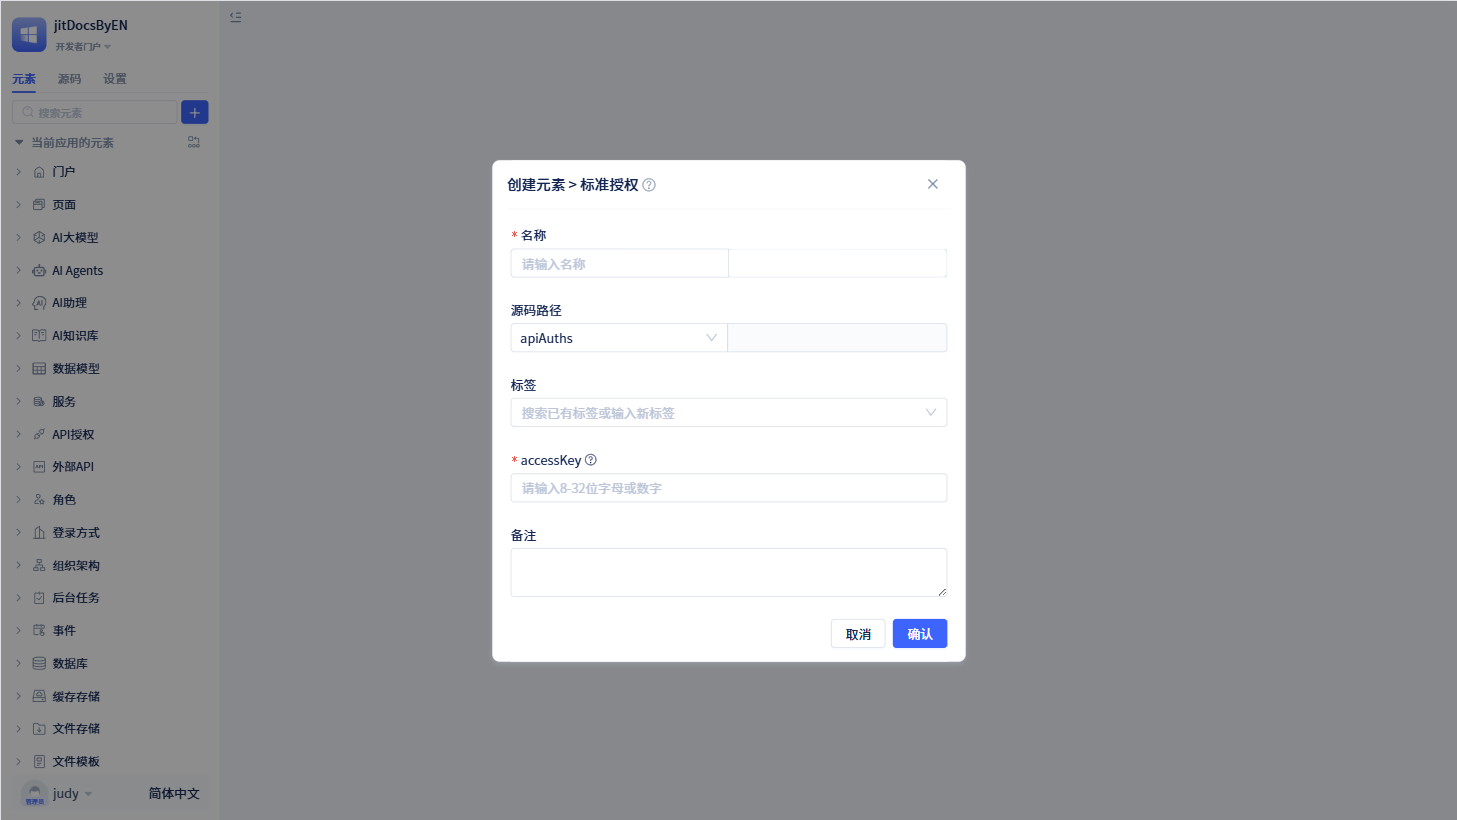 jitDocsByEN
开发者门户
元素 源码 设置
搜索元素
当前应用的元素
门户
页面
AI大模型
AI Agents
AI助理
AI知识库
数据模型
服务
API授权
外部API
角色
登录方式
组织架构
后台任务
事件
数据库
缓存存储
文件存储
文件模板
管理员
judy 简体中文
创建元素 > 标准授权
* 名称
请输入名称
源码路径
apiAuths
标签
搜索已有标签或输入新标签
* accessKey
请输入8-32位字母或数字
备注
取消 确认